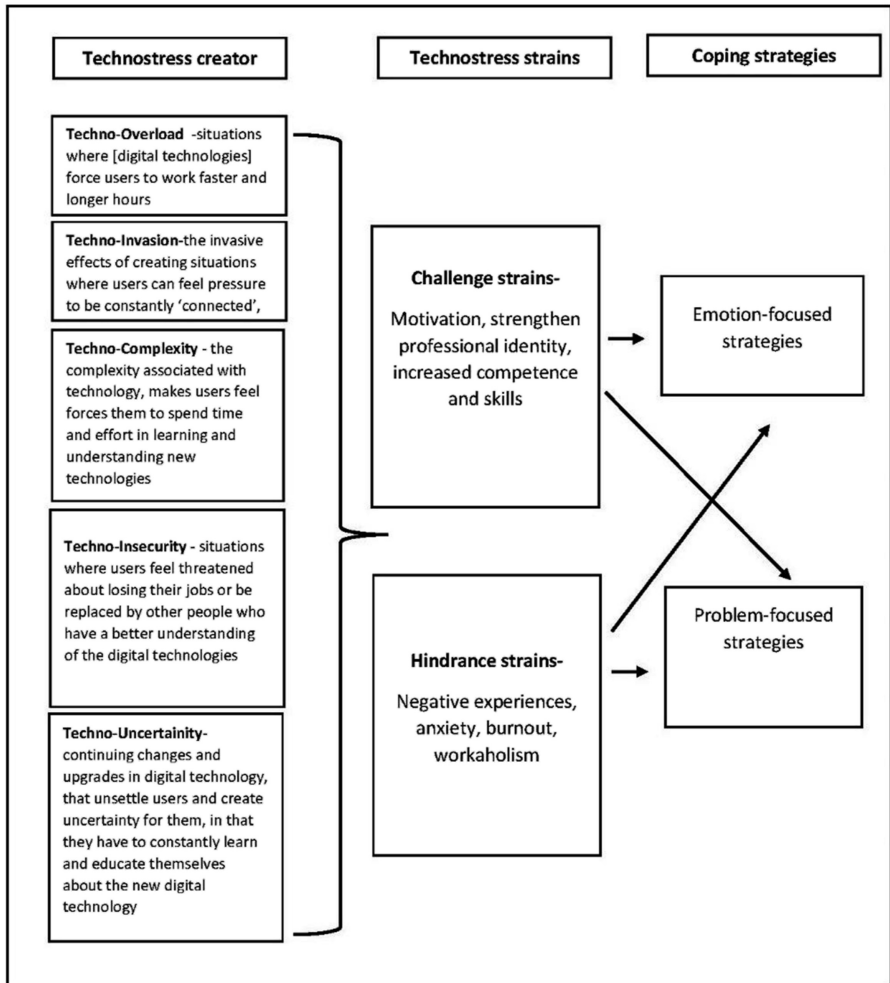 Technostress creator
Technostress strains
Coping strategies
Techno-Overload -situations
where [digital technologies]
force users to work faster and
longer hours
Techno-Invasion-the invasive
effects of creating situations
where users can feel pressure
to be constantly ‘connected’,
Techno-Complexity - the
complexity associated with
technology, makes users feel
forces them to spend time
and effort in learning and
understanding new
technologies
Techno-Insecurity - situations
where users feel threatened
about losing their jobs or be
replaced by other people who
have a better understanding
of the digital technologies
Techno-Uncertainity-
continuing changes and
upgrades in digital technology,
that unsettle users and create
uncertainty for them, in that
they have to constantly learn
and educate themselves
about the new digital
technology
Challenge strains-
Motivation, strengthen
professional identity,
increased competence
and skills
Hindrance strains-
Negative experiences,
anxiety, burnout,
workaholism
Emotion-focused
strategies
Problem-focused
strategies